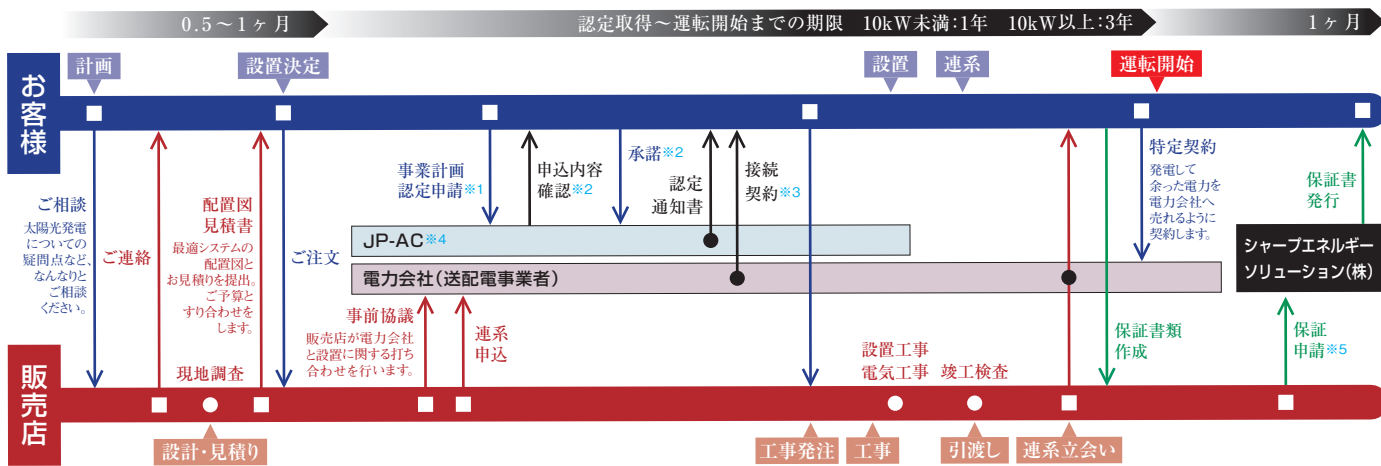 0.5～1ヶ月
認定取得～運転開始までの期限 10kW未満:1年 10kW以上:3年
1ヶ月
お客様
計画
設置決定
設置
連系
運転開始
ご相談
太陽光発電
についての
疑問点など、
なんなりと
ご相談
ください。
ご連絡
配置図
見積書
最適システムの
配置図と
お見積りを提出。
ご予算と
すり合わせを
します。
ご注文
事業計画
認定申請※1
申込内容
確認※2
承諾※2
認定
通知書
接続
契約※3
特定契約
発電して
余った電力を
電力会社へ
売れるように
契約します。
保証書
発行
JP-AC※4
電力会社(送配電事業者)
シャープエネルギー
ソリューション(株)
事前協議
販売店が電力会社
と設置に関する打ち
合わせを行います。
連系
申込
保証書類
作成
保証
申請※5
現地調査
設置工事
電気工事
竣工検査
販売店
設計・見積り
工事発注
工事
引渡し
連系立会い